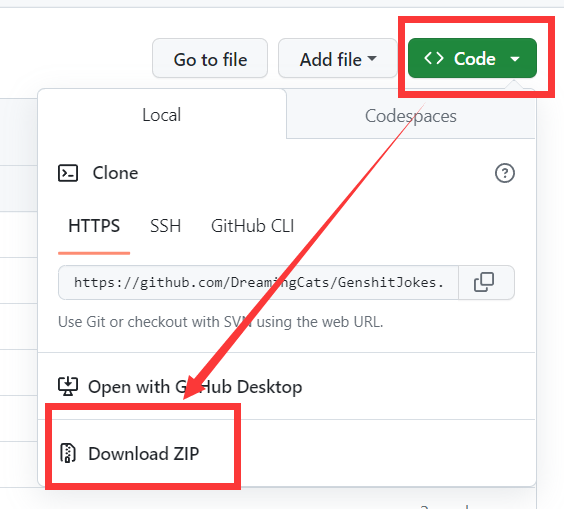 Go to file
Add file
Code
Local
Codespaces
Clone
HTTPS
SSH
GitHub CLI
https://github.com/DreamingCats/GenshitJokes.
Use Git or checkout with SVN using the web URL.
Open with GitHub Desktop
Download ZIP